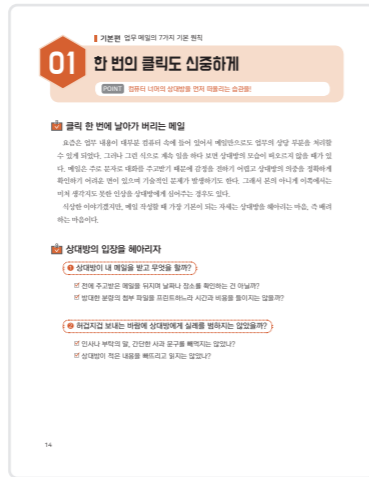 기본편 업무 메일의 7가지 기본 원칙
01 한 번의 클릭도 신중하게
POINT 컴퓨터 너머의 상대방을 먼저 떠올리는 습관을!
클릭 한 번에 날아가 버리는 메일
요즘은 업무 내용이 대부분 컴퓨터 속에 들어 있어서 메일만으로도 업무의 상당 부분을 처리할
수 있게 되었다. 그러나 그런 식으로 계속 일을 하다 보면 상대방의 모습이 떠오르지 않을 때가 있
다. 메일은 주로 문자로 대화를 주고받기 때문에 감정을 전하기 어렵고 상대방의 의중을 정확하게
확인하기 어려운 면이 있으며 기술적인 문제가 발생하기도 한다. 그래서 본의 아니게 이쪽에서는
미처 생각지도 못한 인상을 상대방에게 심어주는 경우도 있다.
식상한 이야기겠지만, 메일 작성할 때 가장 기본이 되는 자세는 상대방을 헤아리는 마음, 즉 배려
하는 마음이다.
상대방의 입장을 헤아리자
❶ 상대방이 내 메일을 받고 무엇을 할까?
☑ 전에 주고받은 메일을 뒤지며 날짜나 장소를 확인하는 건 아닐까?
☑ 방대한 분량의 첨부 파일을 프린트하느라 시간과 비용을 들이지는 않을까?
❷ 허겁지겁 보내는 바람에 상대방에게 실례를 범하지는 않았을까?
☑ 인사나 부탁의 말, 간단한 사과 문구를 빼먹지는 않았나?
☑ 상대방이 적은 내용을 빠뜨리고 읽지는 않았나?
14